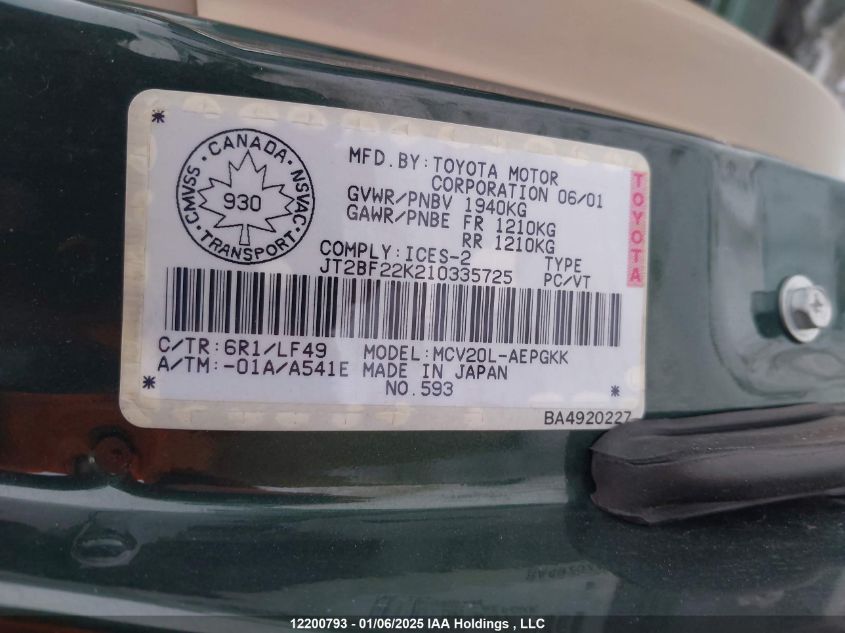 CANADA
CMVSS NSVAC
930
TRANSPORT
MFD.BY:TOYOTA MOTOR
CORPORATION 06/01
GVWR/PNBV 1940KG
GAWR/PNBE FR 1210KG
RR 1210KG
COMPLY:ICES-2 TYPE
JT2BF22K210335725 PC/VT
TOYOTA
C/TR:6R1/LF49 MODEL:MCV20L-AEPGKK
A/TM:-01A/A541E MADE IN JAPAN
NO.593
BA4920227
12200793 - 01/06/2025 IAA Holdings , LLC